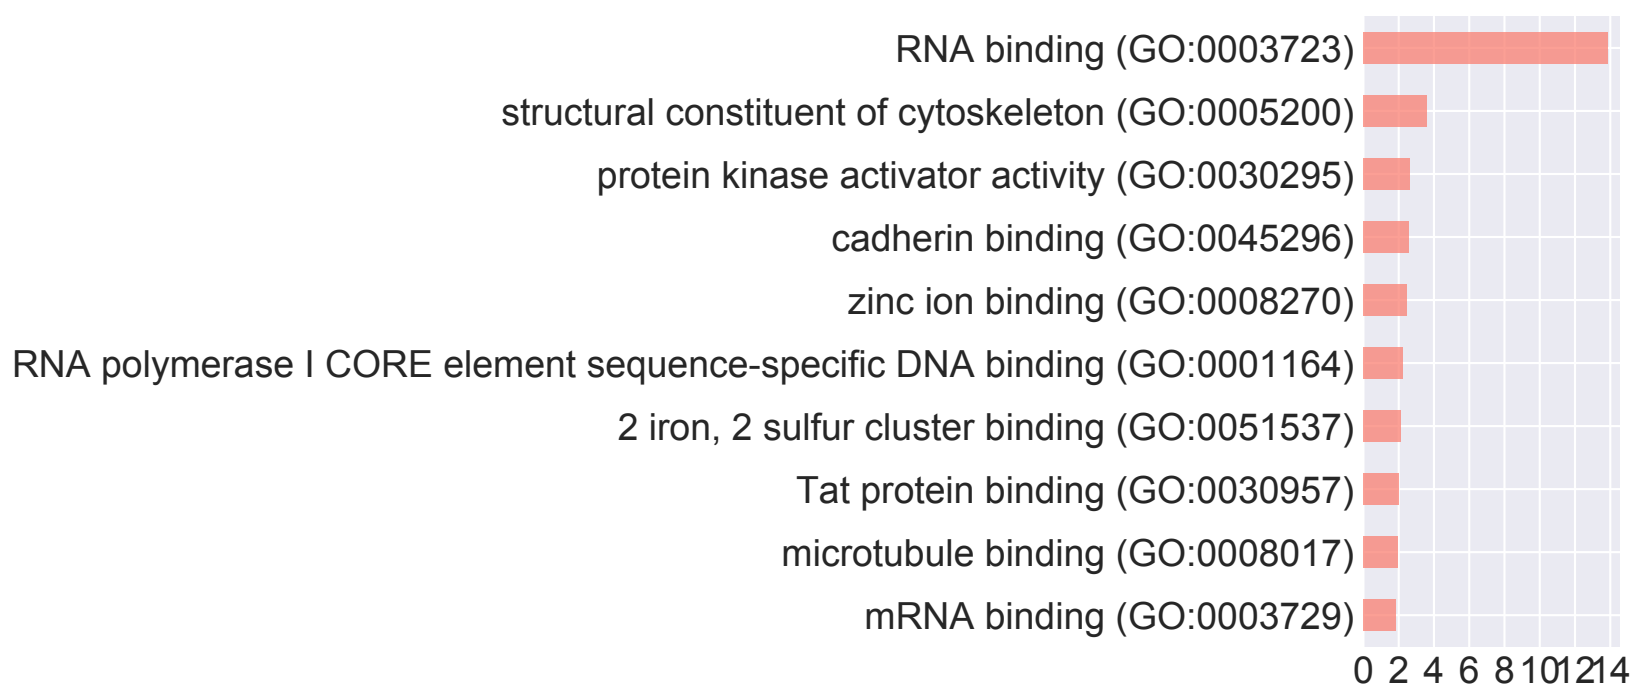 RNA binding (GO:0003723)
structural constituent of cytoskeleton (GO:0005200)
protein kinase activator activity (GO:0030295)
cadherin binding (GO:0045296)
zinc ion binding (GO:0008270)
RNA polymerase I CORE element sequence-specific DNA binding (GO:0001164)
2 iron, 2 sulfur cluster binding (GO:0051537)
Tat protein binding (GO:0030957)
microtubule binding (GO:0008017)
mRNA binding (GO:0003729)
0 2 4 6 8 10 12 14